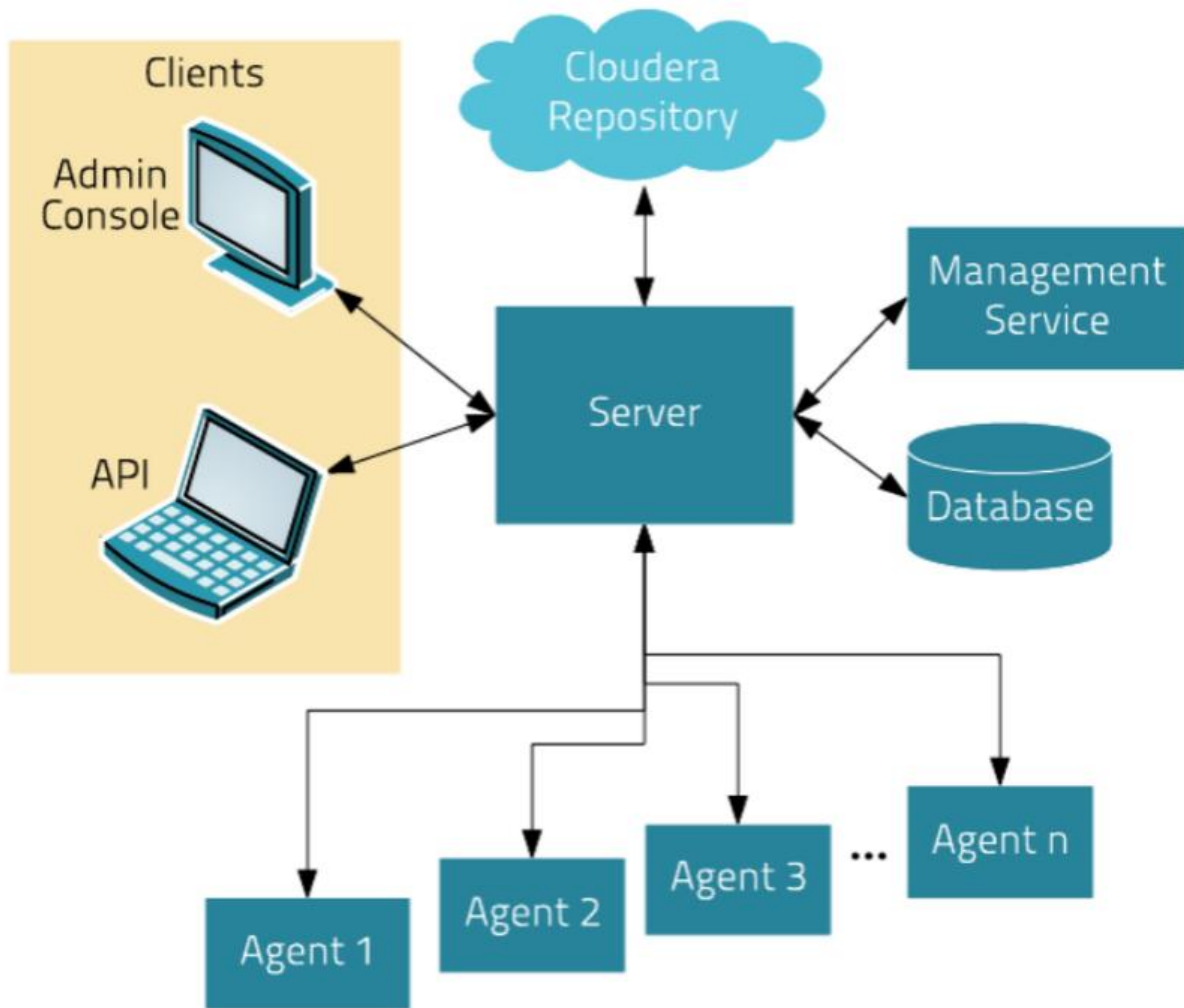 Clients
Admin
Console
API
Cloudera
Repository
Server
Management
Service
Database
Agent 1
Agent 2
Agent 3
...
Agent n